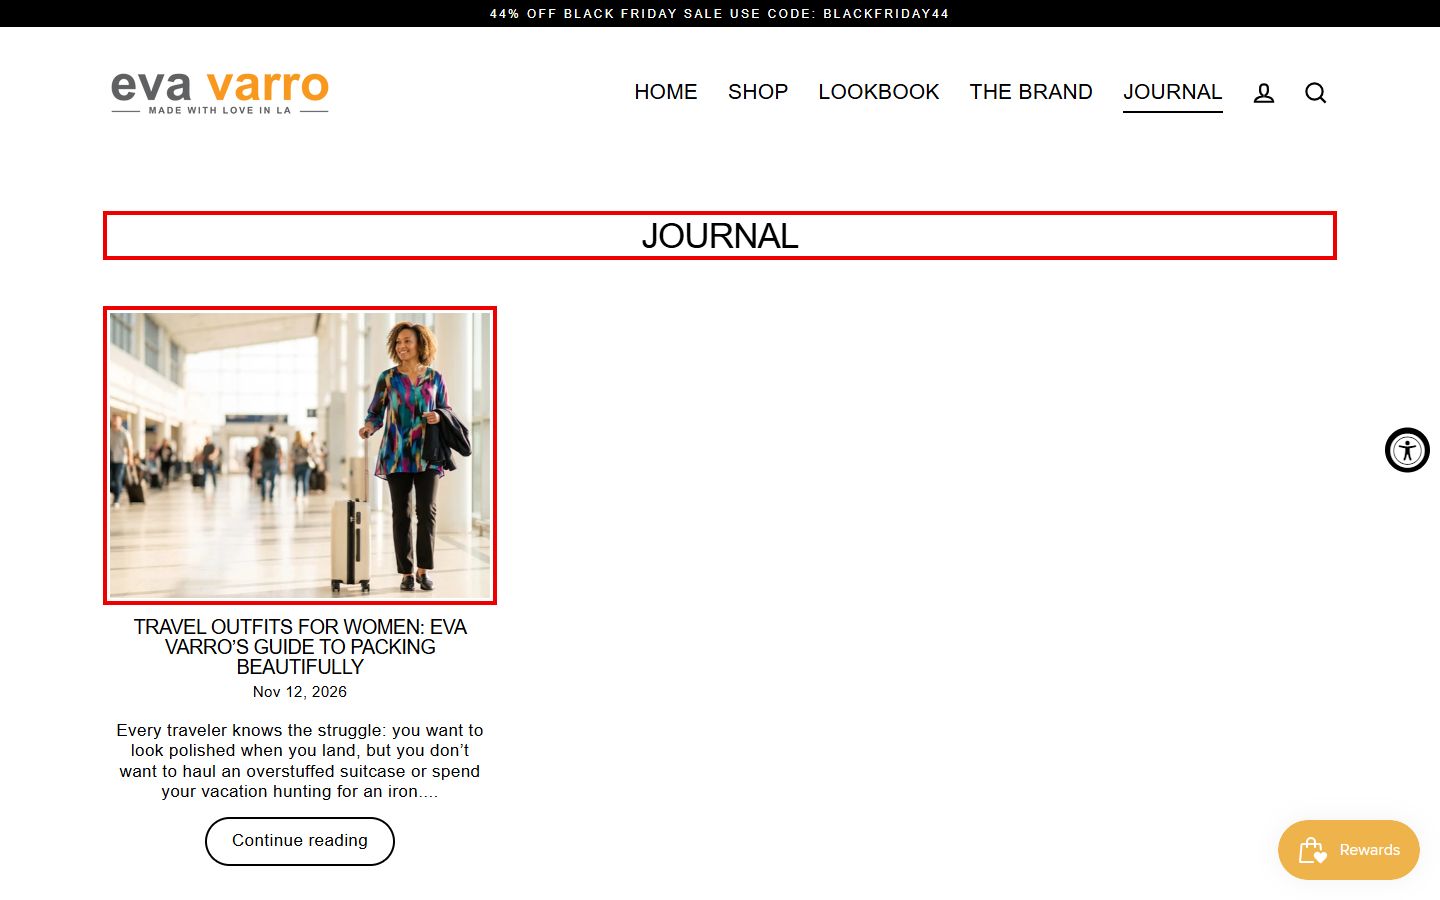 44% OFF BLACK FRIDAY SALE USE CODE: BLACKFRIDAY44
eva varro
MADE WITH LOVE IN LA
HOME SHOP LOOKBOOK THE BRAND JOURNAL
JOURNAL
TRAVEL OUTFITS FOR WOMEN: EVA
VARRO’S GUIDE TO PACKING
BEAUTIFULLY
Nov 12, 2026
Every traveler knows the struggle: you want to
look polished when you land, but you don’t
want to haul an overstuffed suitcase or spend
your vacation hunting for an iron....
Continue reading
Rewards